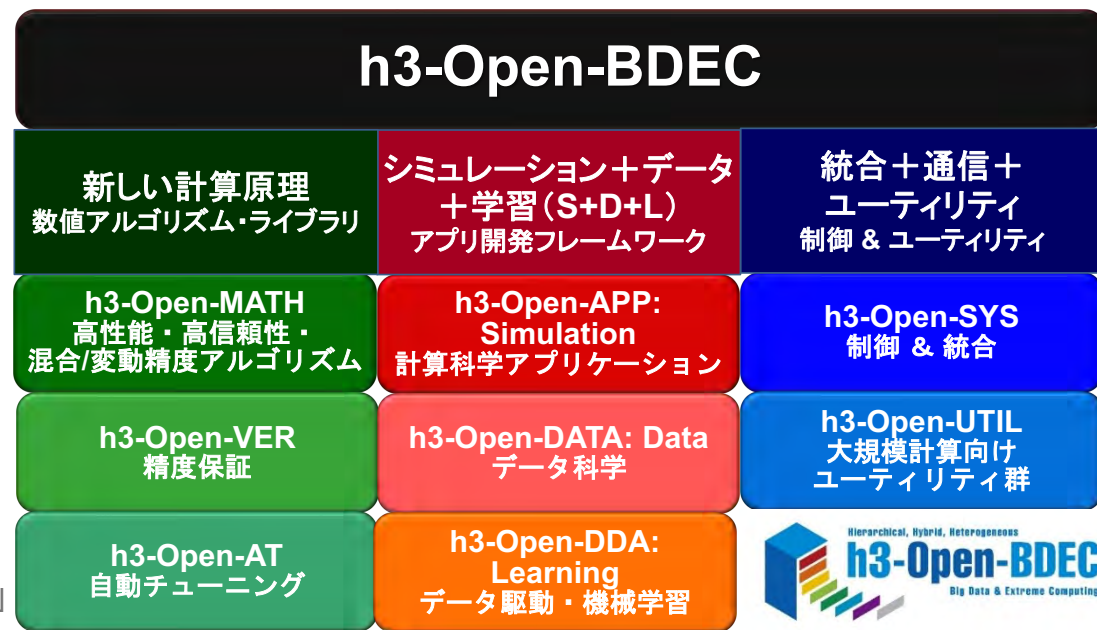 h3-Open-BDEC
新しい計算原理
数値アルゴリズム・ライブラリ
シミュレーション＋データ
＋学習（S+D+L）
アプリ開発フレームワーク
統合＋通信＋
ユーティリティ
制御 & ユーティリティ
h3-Open-MATH
高性能・高信頼性・
混合/変動精度アルゴリズム
h3-Open-APP:
Simulation
計算科学アプリケーション
h3-Open-SYS
制御 & 統合
h3-Open-VER
精度保証
h3-Open-DATA: Data
データ科学
h3-Open-UTIL
大規模計算向け
ユーティリティ群
h3-Open-AT
自動チューニング
h3-Open-DDA:
Learning
データ駆動・機械学習
Hierarchical, Hybrid, Heterogeneous
h3-Open-BDEC
Big Data & Extreme Computing